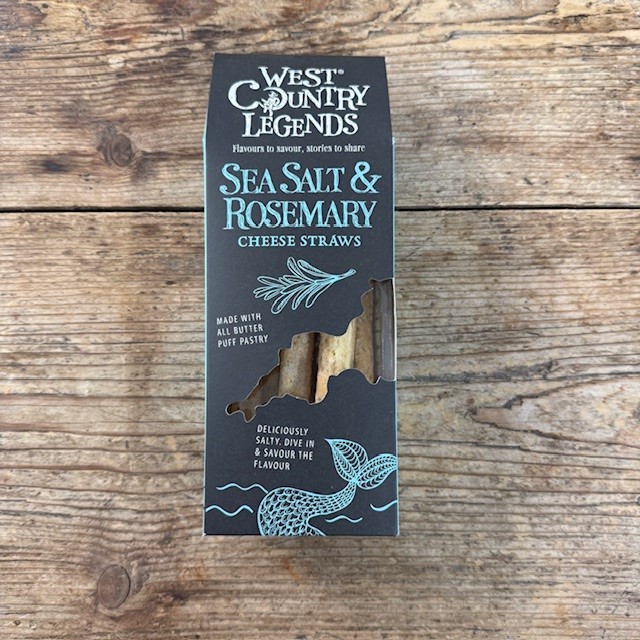 WEST®
COUNTRY
LEGENDS
Flavours to savour, stories to share
SEA SALT &
ROSEMARY
CHEESE STRAWS
MADE WITH
ALL BUTTER
PUFF PASTRY
DELICIOUSLY
SALTY. DIVE IN
& SAVOUR THE
FLAVOUR